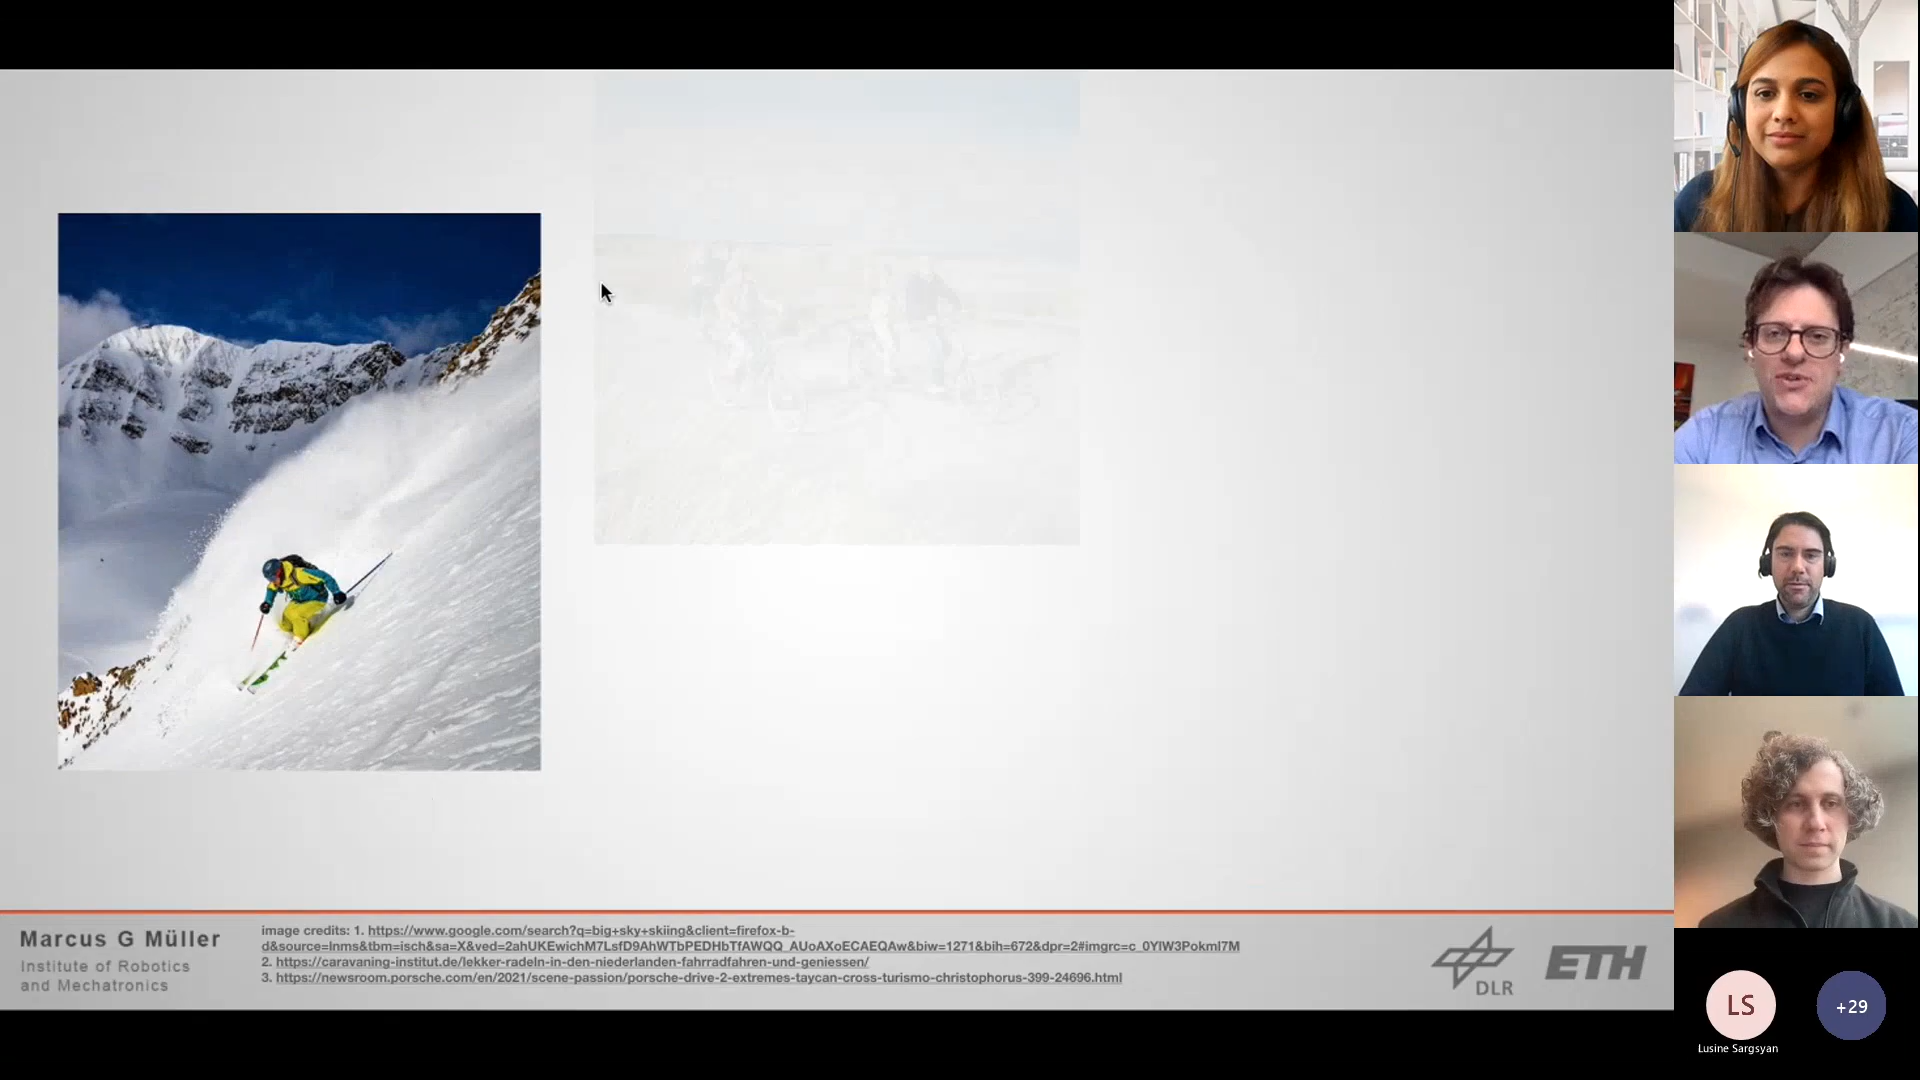 Marcus G Müller
Institute of Robotics
and Mechatronics
image credits: 1. https://www.google.com/search?q=big+sky+skiing&client=firefox-b-
d&source=lnms&tbm=isch&sa=X&ved=2ahUKEwichM7LsfD9AhWTbPEDHbTfAWQQ_AUoAXoECAEQAw&biw=1271&bih=672&dpr=2#imgrc=c_0YlW3PokmI7M
2. https://caravaning-institut.de/lekker-radeln-in-den-niederlanden-fahrradfahren-und-geniessen/
3. https://newsroom.porsche.com/en/2021/scene-passion/porsche-drive-2-extremes-taycan-cross-turismo-christophorus-399-24696.html
DLR
ETH
LS
+29
Lusine Sargsyan